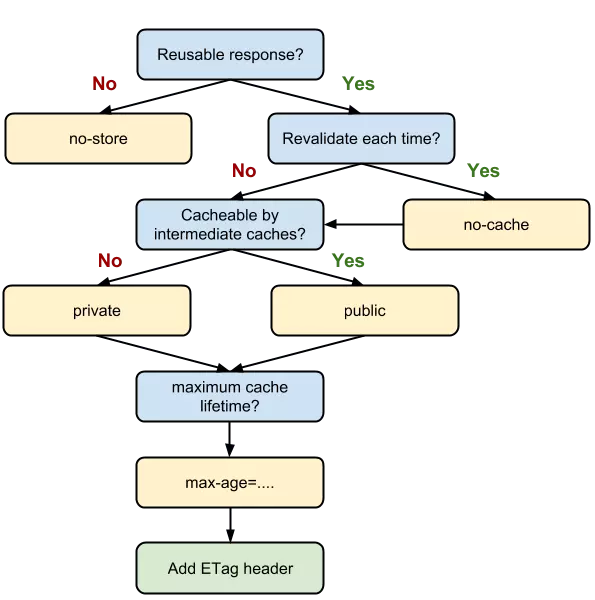 Reusable response?
No
Yes
no-store
Revalidate each time?
No
Yes
Cacheable by
intermediate caches?
no-cache
No
Yes
private
public
maximum cache
lifetime?
max-age=....
Add ETag header